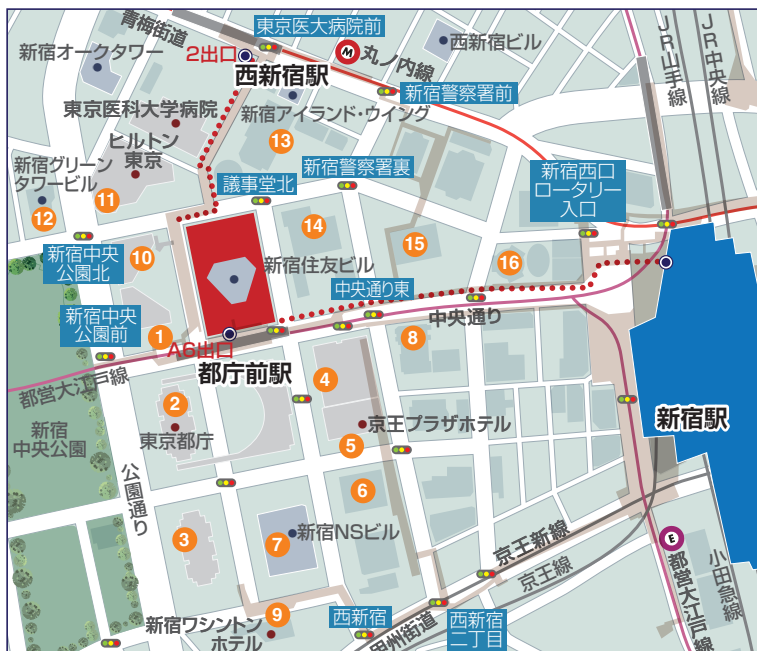 青梅街道
東京医大病院前
M
丸ノ内線
西新宿ビル
JR山手線
JR中央線
新宿オークタワー
2出口
西新宿駅
新宿警察署前
東京医科大学病院
新宿アイランド・ウイング
ヒルトン
東京
13
新宿グリーン
タワービル
11
12
議事堂北
新宿警察署裏
新宿西口
ロータリー
入口
14
15
16
10
新宿中央
公園北
新宿住友ビル
中央通り東
中央通り
新宿中央
公園前
1
A6出口
都庁前駅
8
都営大江戸線
4
2
東京都庁
新宿
中央公園
京王プラザホテル
5
新宿駅
公園通り
6
3
7
新宿NSビル
京王新線
京王線
E
都営大江戸線
小田急線
9
新宿ワシントン
ホテル
西新宿
甲州街道
西新宿
二丁目